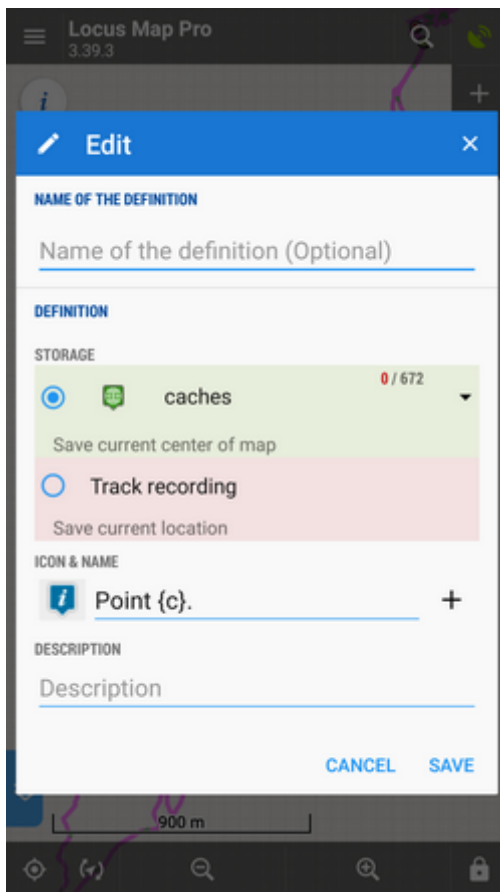 Locus Map Pro
3.39.3
i
Edit
NAME OF THE DEFINITION
Name of the definition (Optional)
DEFINITION
STORAGE
0 / 672
caches
Save current center of map
Track recording
Save current location
ICON & NAME
i Point {c}.
DESCRIPTION
Description
CANCEL SAVE
900 m